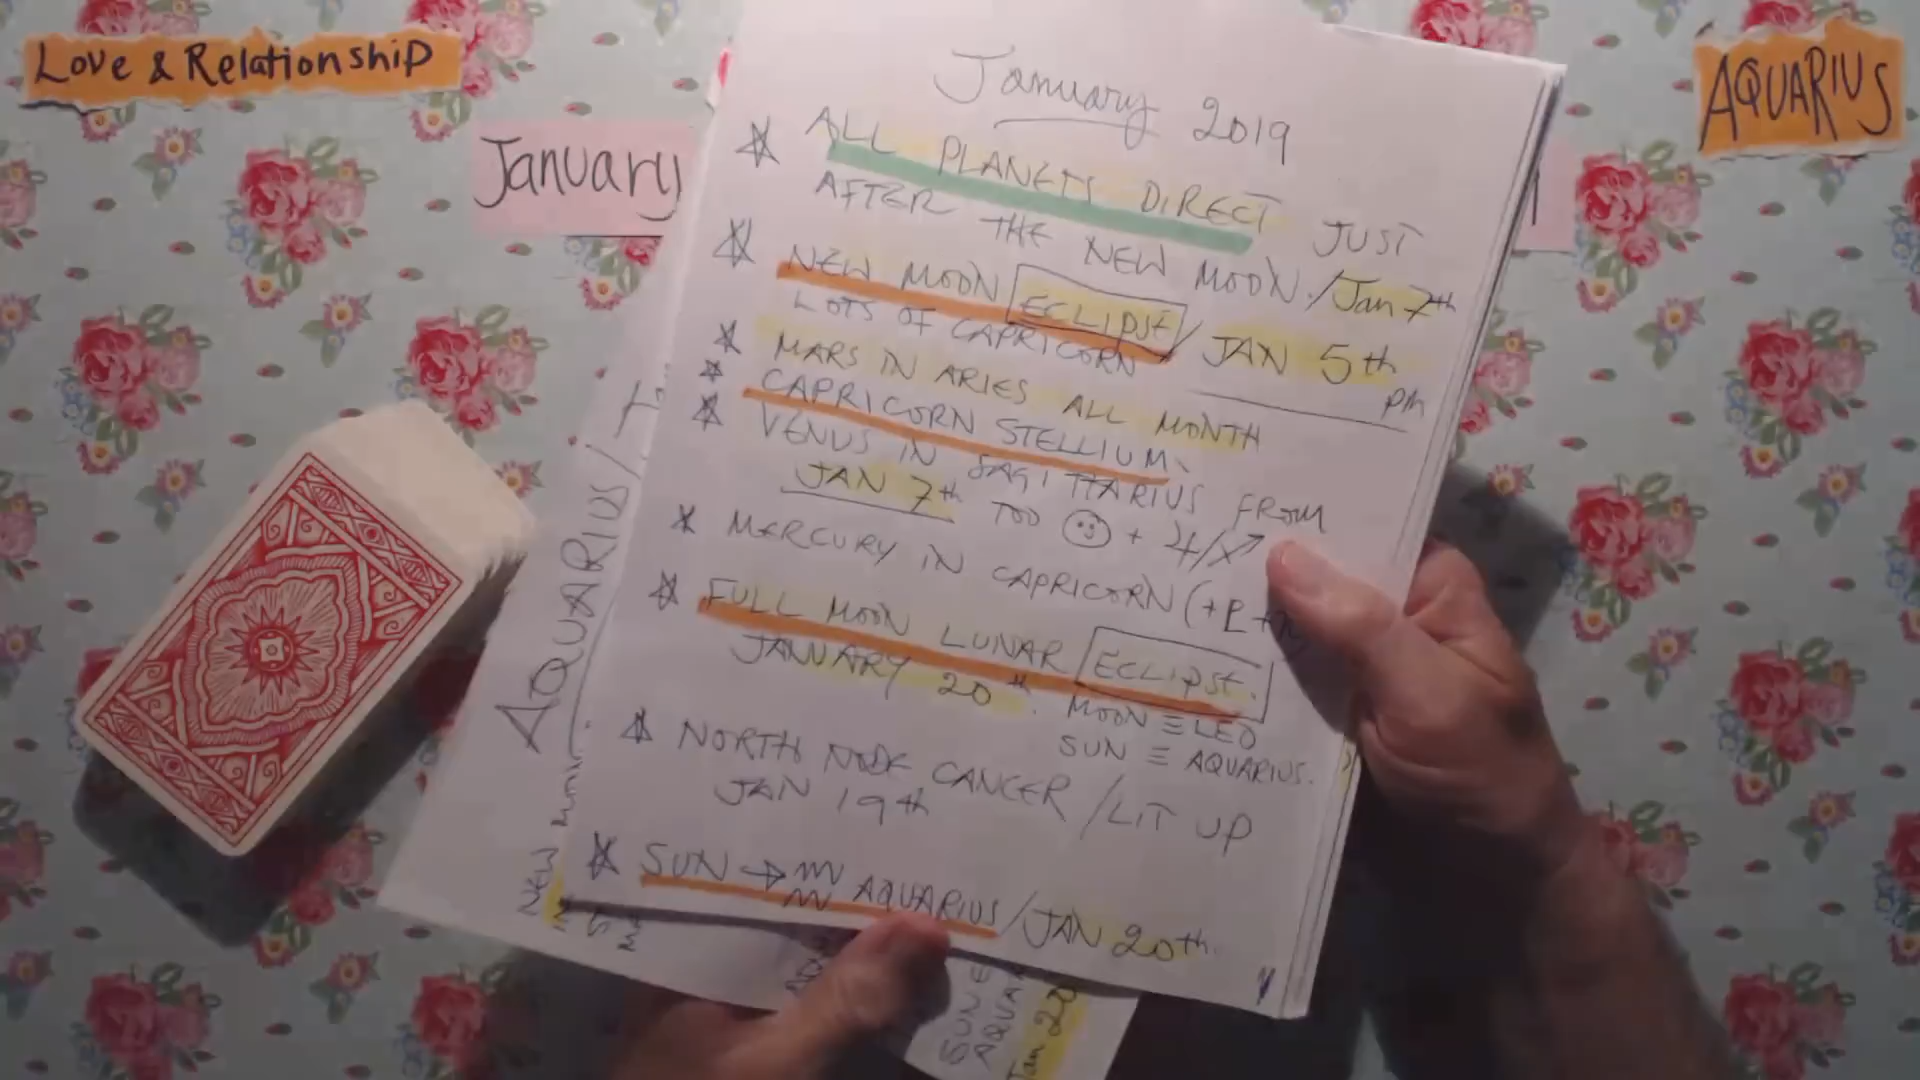 Love & Relationship
AQUARIUS
January
January 2019
ALL PLANETS DIRECT JUST
AFTER THE NEW MOON. / Jan 7th
NEW MOON ECLIPSE / JAN 5th
LOTS OF CAPRICORN
pm
MARS IN ARIES ALL MONTH
CAPRICORN STELLIUM.
VENUS IN SAGITTARIUS FROM
JAN 7th TOO ☺ + ♃/♐
MERCURY IN CAPRICORN (+
FULL MOON LUNAR ECLIPSE.
JANUARY 20th.
MOON ≡ LEO
SUN ≡ AQUARIUS.
NORTH NODE CANCER / LIT UP
JAN 19th
SUN → ♒ AQUARIUS / JAN 20th.
AQUARIUS /
NEW
Jan 20